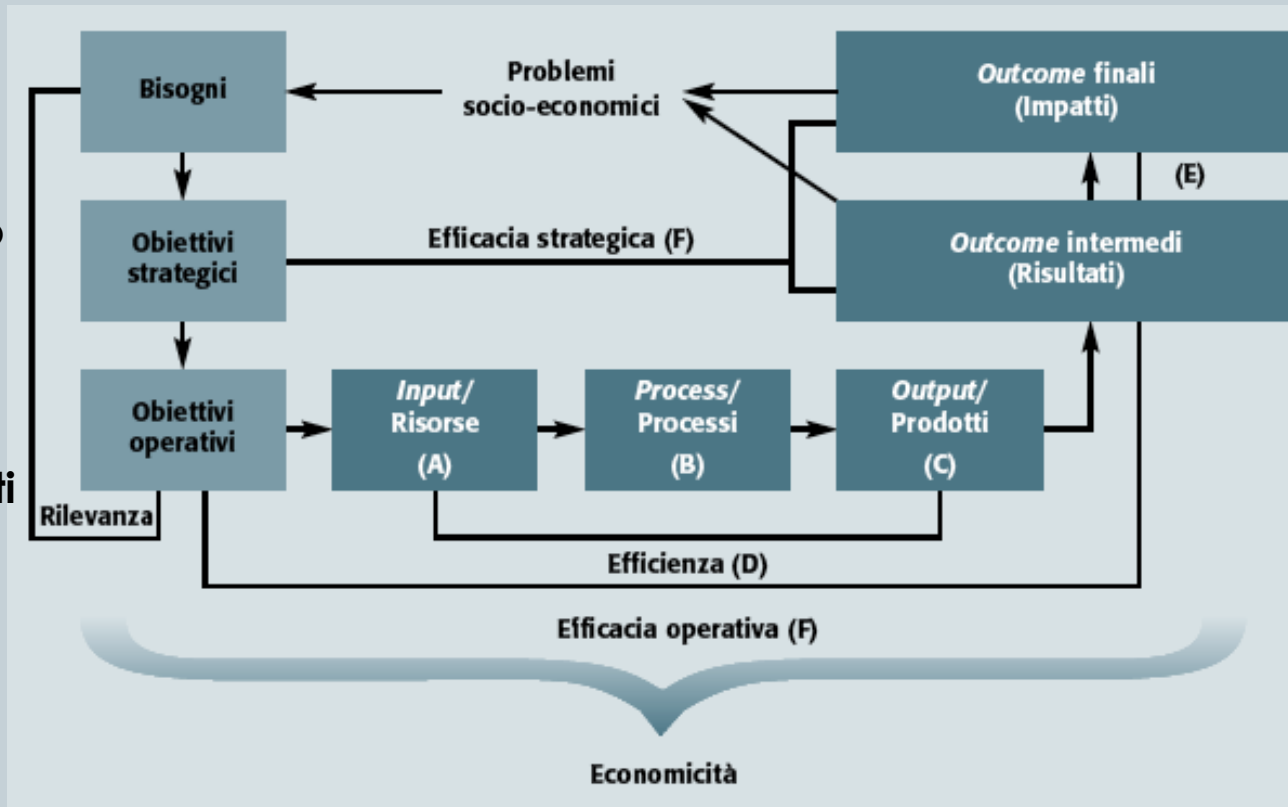 Bisogni
Problemi
socio-economici
Outcome finali
(Impatti)
(E)
Obiettivi
strategici
Efficacia strategica (F)
Outcome intermedi
(Risultati)
Obiettivi
operativi
Input/
Risorse
(A)
Process/
Processi
(B)
Output/
Prodotti
(C)
ti
Rilevanza
Efficienza (D)
Efficacia operativa (F)
Economicità